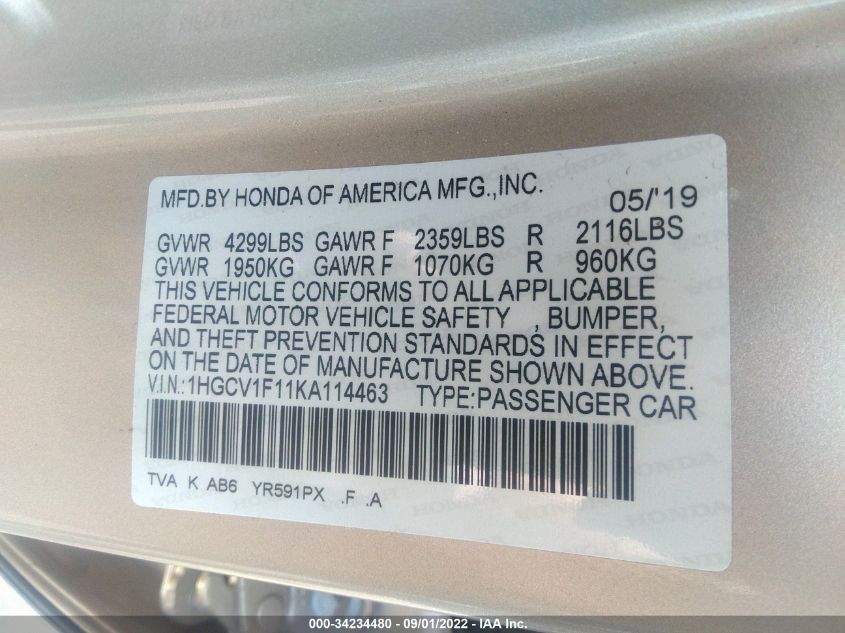 MFD.BY HONDA OF AMERICA MFG.,INC. 05/'19
GVWR 4299LBS GAWR F 2359LBS R 2116LBS
GVWR 1950KG GAWR F 1070KG R 960KG
THIS VEHICLE CONFORMS TO ALL APPLICABLE
FEDERAL MOTOR VEHICLE SAFETY , BUMPER,
AND THEFT PREVENTION STANDARDS IN EFFECT
ON THE DATE OF MANUFACTURE SHOWN ABOVE.
V.I.N.:1HGCV1F11KA114463 TYPE:PASSENGER CAR
TVA K AB6 YR591PX .F .A
000-34234480 - 09/01/2022 - IAA Inc.